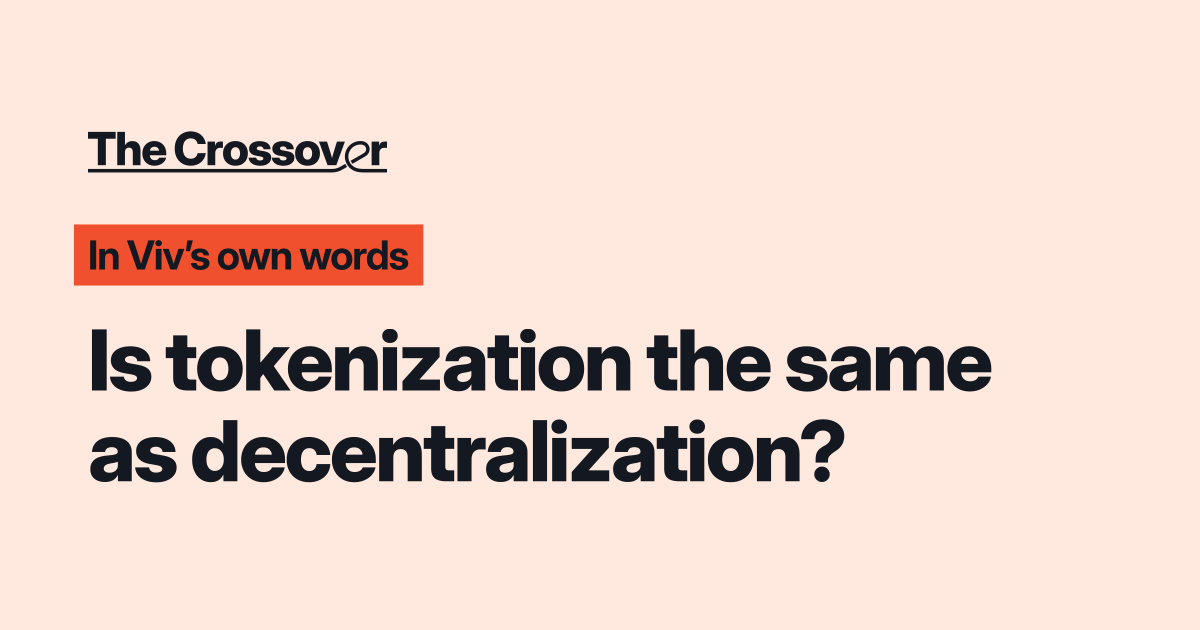 The Crossover
In Viv’s own words
Is tokenization the same
as decentralization?